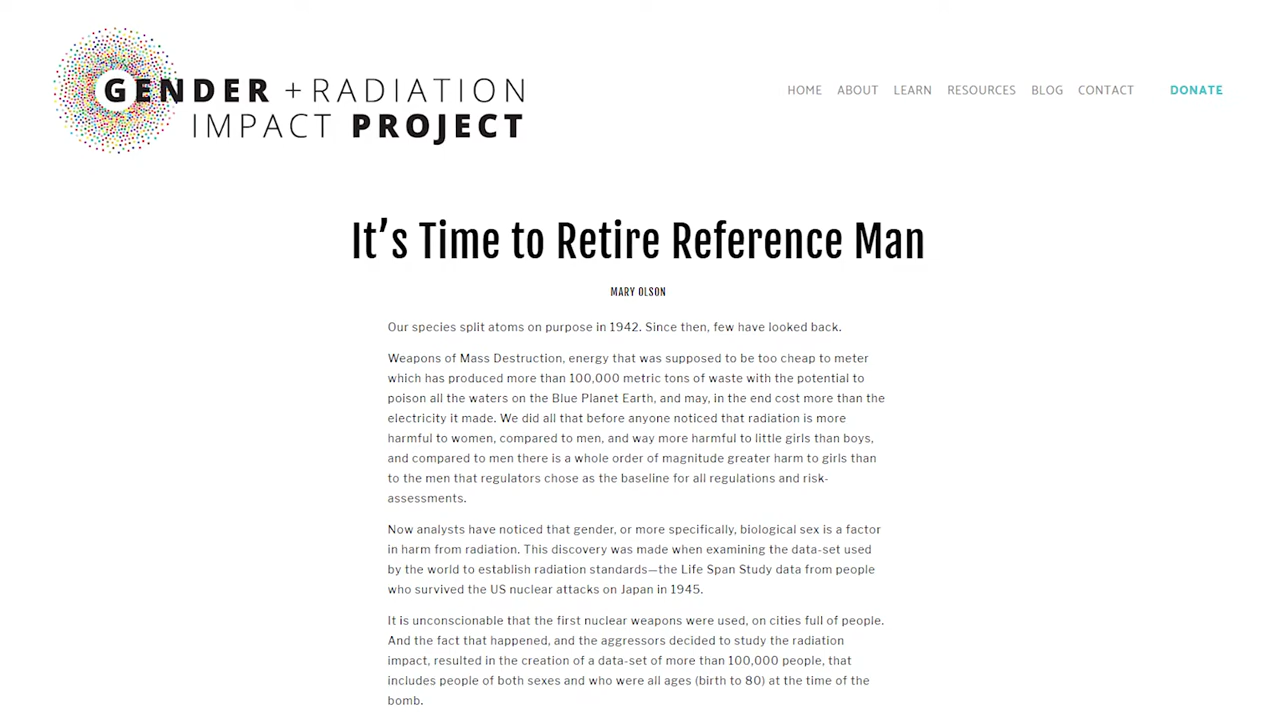 GENDER + RADIATION
IMPACT PROJECT
HOME ABOUT LEARN RESOURCES BLOG CONTACT DONATE
It’s Time to Retire Reference Man
MARY OLSON
Our species split atoms on purpose in 1942. Since then, few have looked back.
Weapons of Mass Destruction, energy that was supposed to be too cheap to meter
which has produced more than 100,000 metric tons of waste with the potential to
poison all the waters on the Blue Planet Earth, and may, in the end cost more than the
electricity it made. We did all that before anyone noticed that radiation is more
harmful to women, compared to men, and way more harmful to little girls than boys,
and compared to men there is a whole order of magnitude greater harm to girls than
to the men that regulators chose as the baseline for all regulations and risk-
assessments.
Now analysts have noticed that gender, or more specifically, biological sex is a factor
in harm from radiation. This discovery was made when examining the data-set used
by the world to establish radiation standards—the Life Span Study data from people
who survived the US nuclear attacks on Japan in 1945.
It is unconscionable that the first nuclear weapons were used, on cities full of people.
And the fact that happened, and the aggressors decided to study the radiation
impact, resulted in the creation of a data-set of more than 100,000 people, that
includes people of both sexes and who were all ages (birth to 80) at the time of the
bomb.